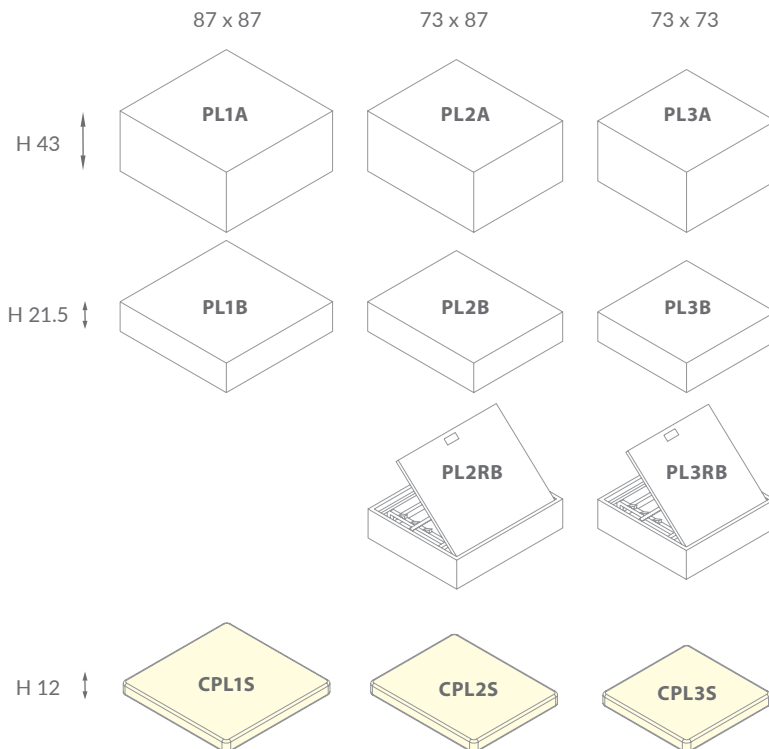 87 x 87 73 x 87 73 x 73
H 43 PL1A PL2A PL3A
H 21.5 PL1B PL2B PL3B
PL2RB PL3RB
H 12 CPL1S CPL2S CPL3S